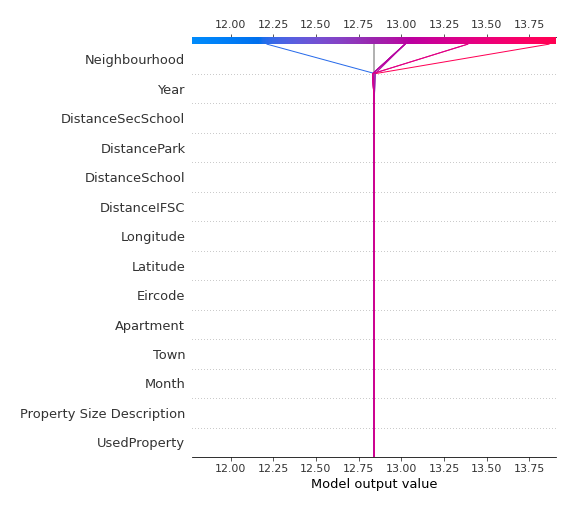 12.00 12.25 12.50 12.75 13.00 13.25 13.50 13.75
Neighbourhood
Year
DistanceSecSchool
DistancePark
DistanceSchool
DistanceIFSC
Longitude
Latitude
Eircode
Apartment
Town
Month
Property Size Description
UsedProperty
12.00 12.25 12.50 12.75 13.00 13.25 13.50 13.75
Model output value